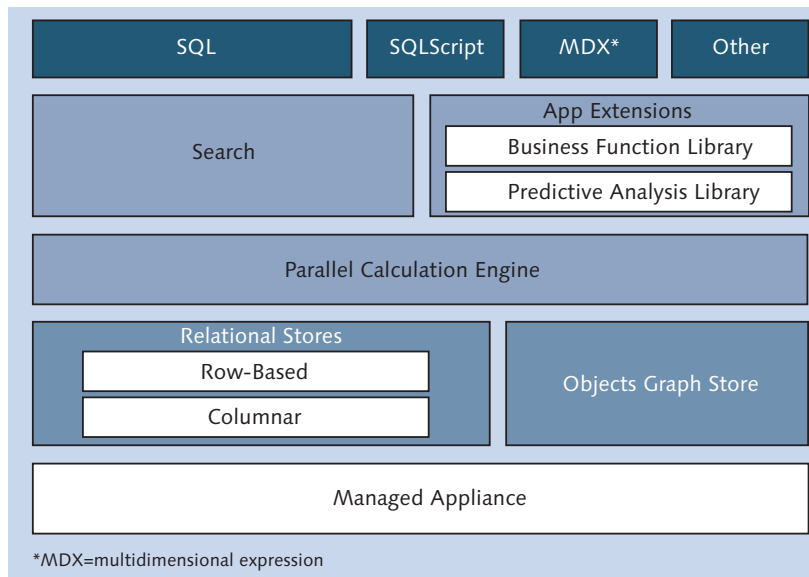 SQL
SQLScript
MDX*
Other
Search
App Extensions
Business Function Library
Predictive Analysis Library
Parallel Calculation Engine
Relational Stores
Row-Based
Columnar
Objects Graph Store
Managed Appliance
*MDX=multidimensional expression